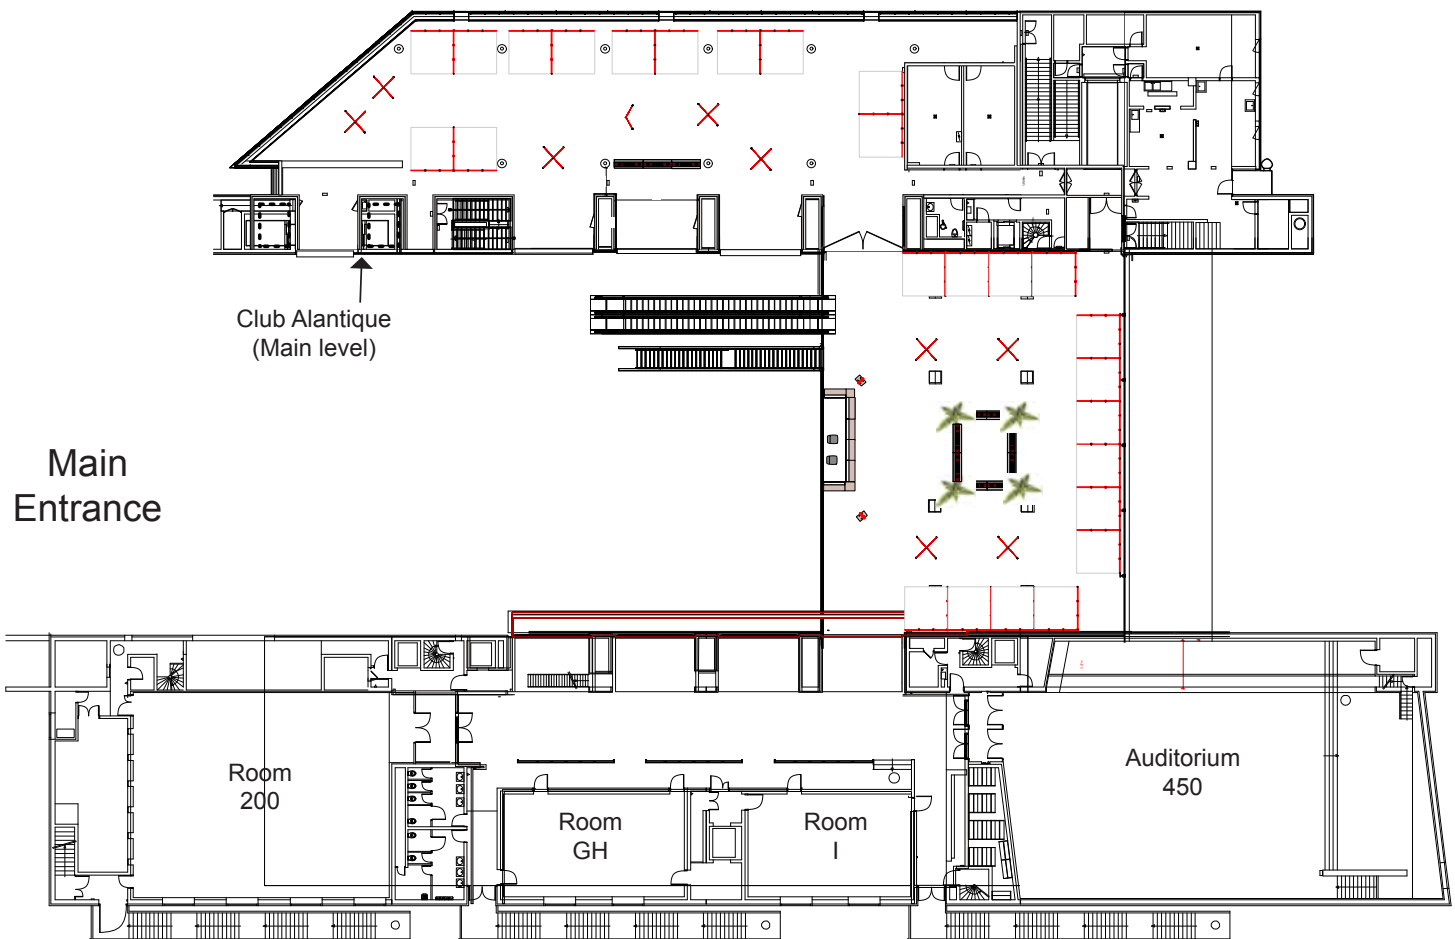 Club Alantique
(Main level)
Main
Entrance
Room
200
Room
GH
Room
I
Auditorium
450